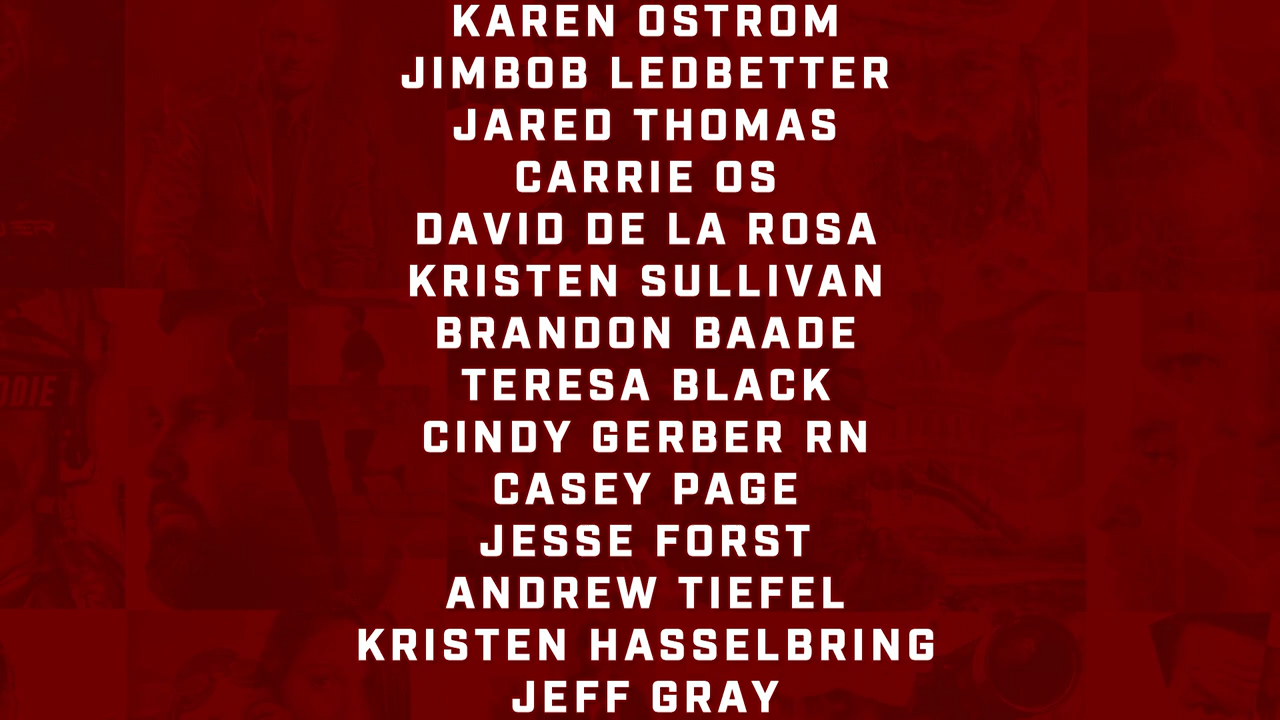 KAREN OSTROM
JIMBOB LEDBETTER
JARED THOMAS
CARRIE OS
DAVID DE LA ROSA
KRISTEN SULLIVAN
BRANDON BAADE
TERESA BLACK
CINDY GERBER RN
CASEY PAGE
JESSE FORST
ANDREW TIEFEL
KRISTEN HASSELBRING
JEFF GRAY